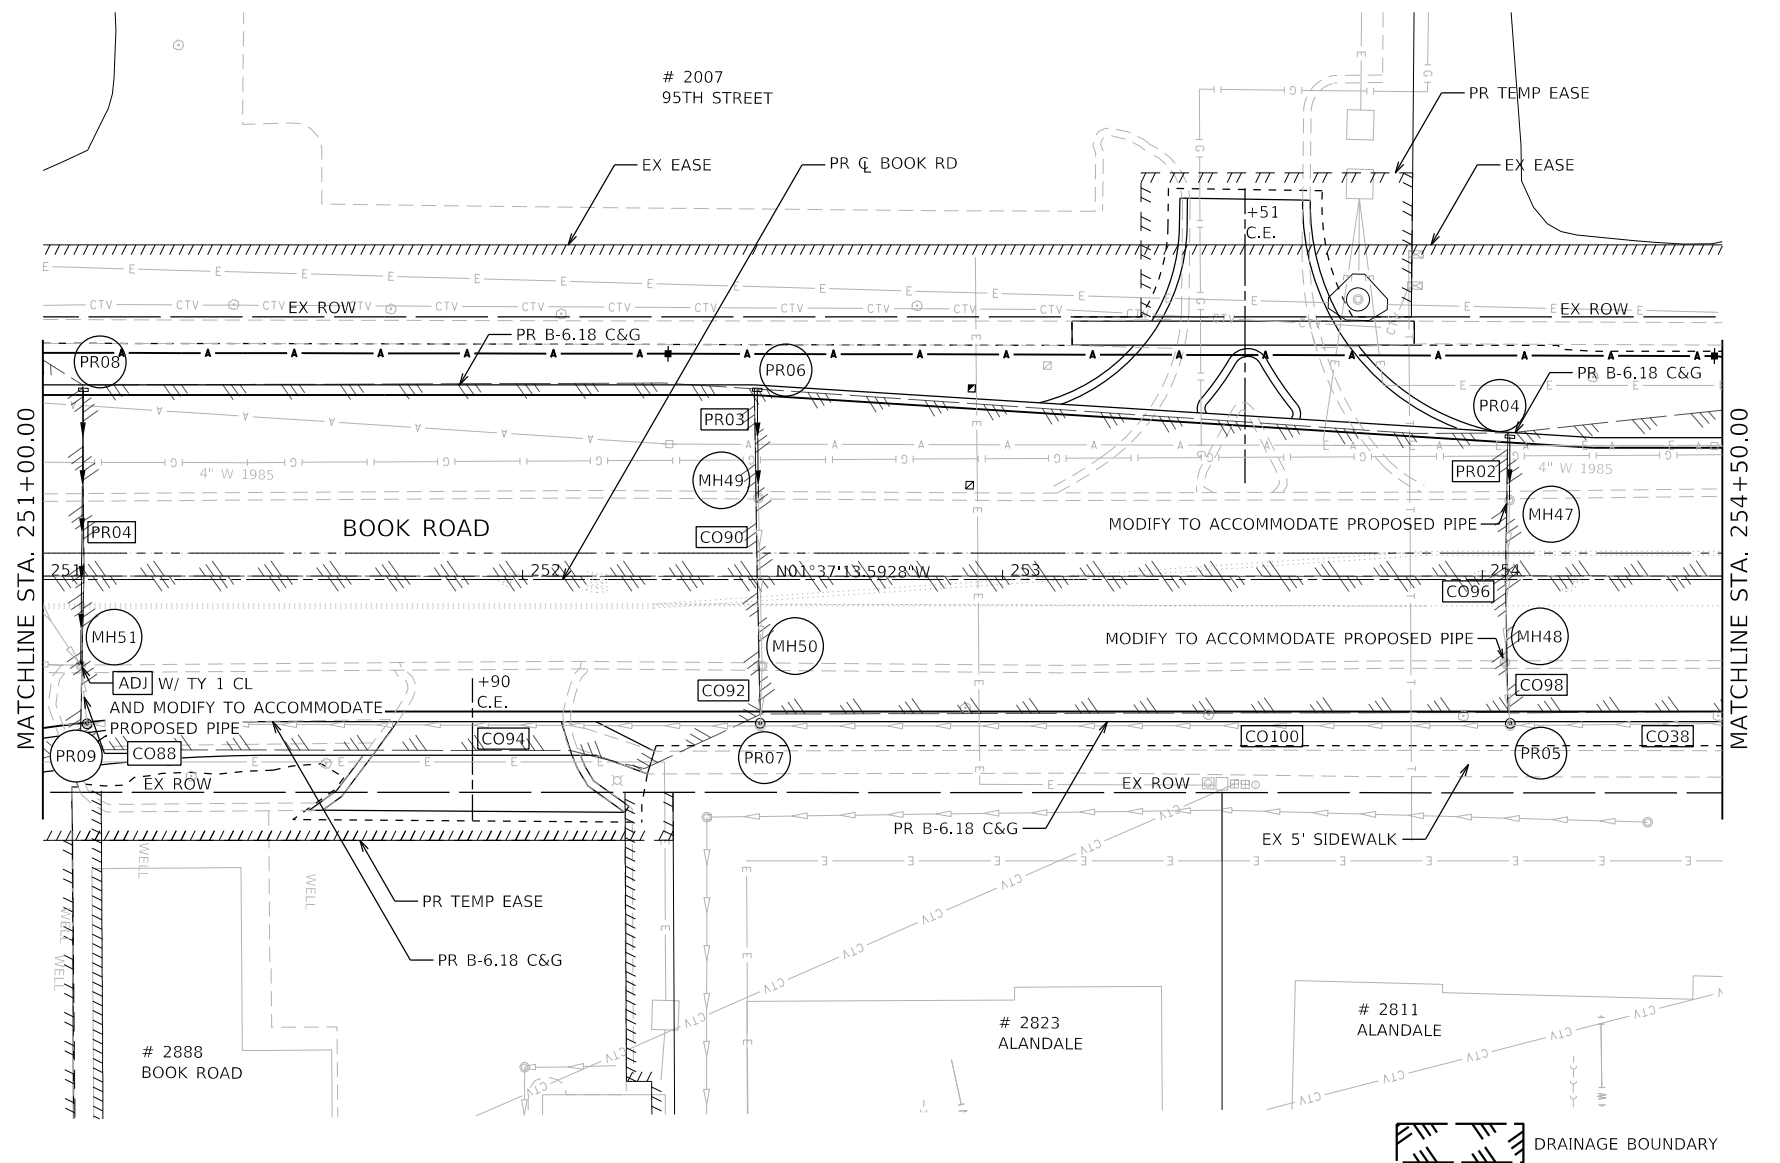 # 2007
95TH STREET
PR TEMP EASE
EX EASE
PR ℄ BOOK RD
EX EASE
+51
C.E.
EX ROW
EX ROW
PR B-6.18 C&G
PR08
PR06
PR B-6.18 C&G
PR03
PR04
MH49
PR02
4" W 1985
4" W 1985
MATCHLINE STA. 251+00.00
MATCHLINE STA. 254+50.00
PR04
BOOK ROAD
CO90
MODIFY TO ACCOMMODATE PROPOSED PIPE
MH47
251
252
N01°37'13.5928"W
253
254
CO96
MH51
MH50
MODIFY TO ACCOMMODATE PROPOSED PIPE
MH48
ADJ W/ TY 1 CL
AND MODIFY TO ACCOMMODATE
PROPOSED PIPE
+90
C.E.
CO92
CO98
PR09
CO88
CO94
PR07
CO100
PR05
CO38
EX ROW
EX ROW
PR B-6.18 C&G
EX 5' SIDEWALK
WELL
WELL
WELL
WELL
PR TEMP EASE
PR B-6.18 C&G
# 2888
BOOK ROAD
# 2823
ALANDALE
# 2811
ALANDALE
DRAINAGE BOUNDARY